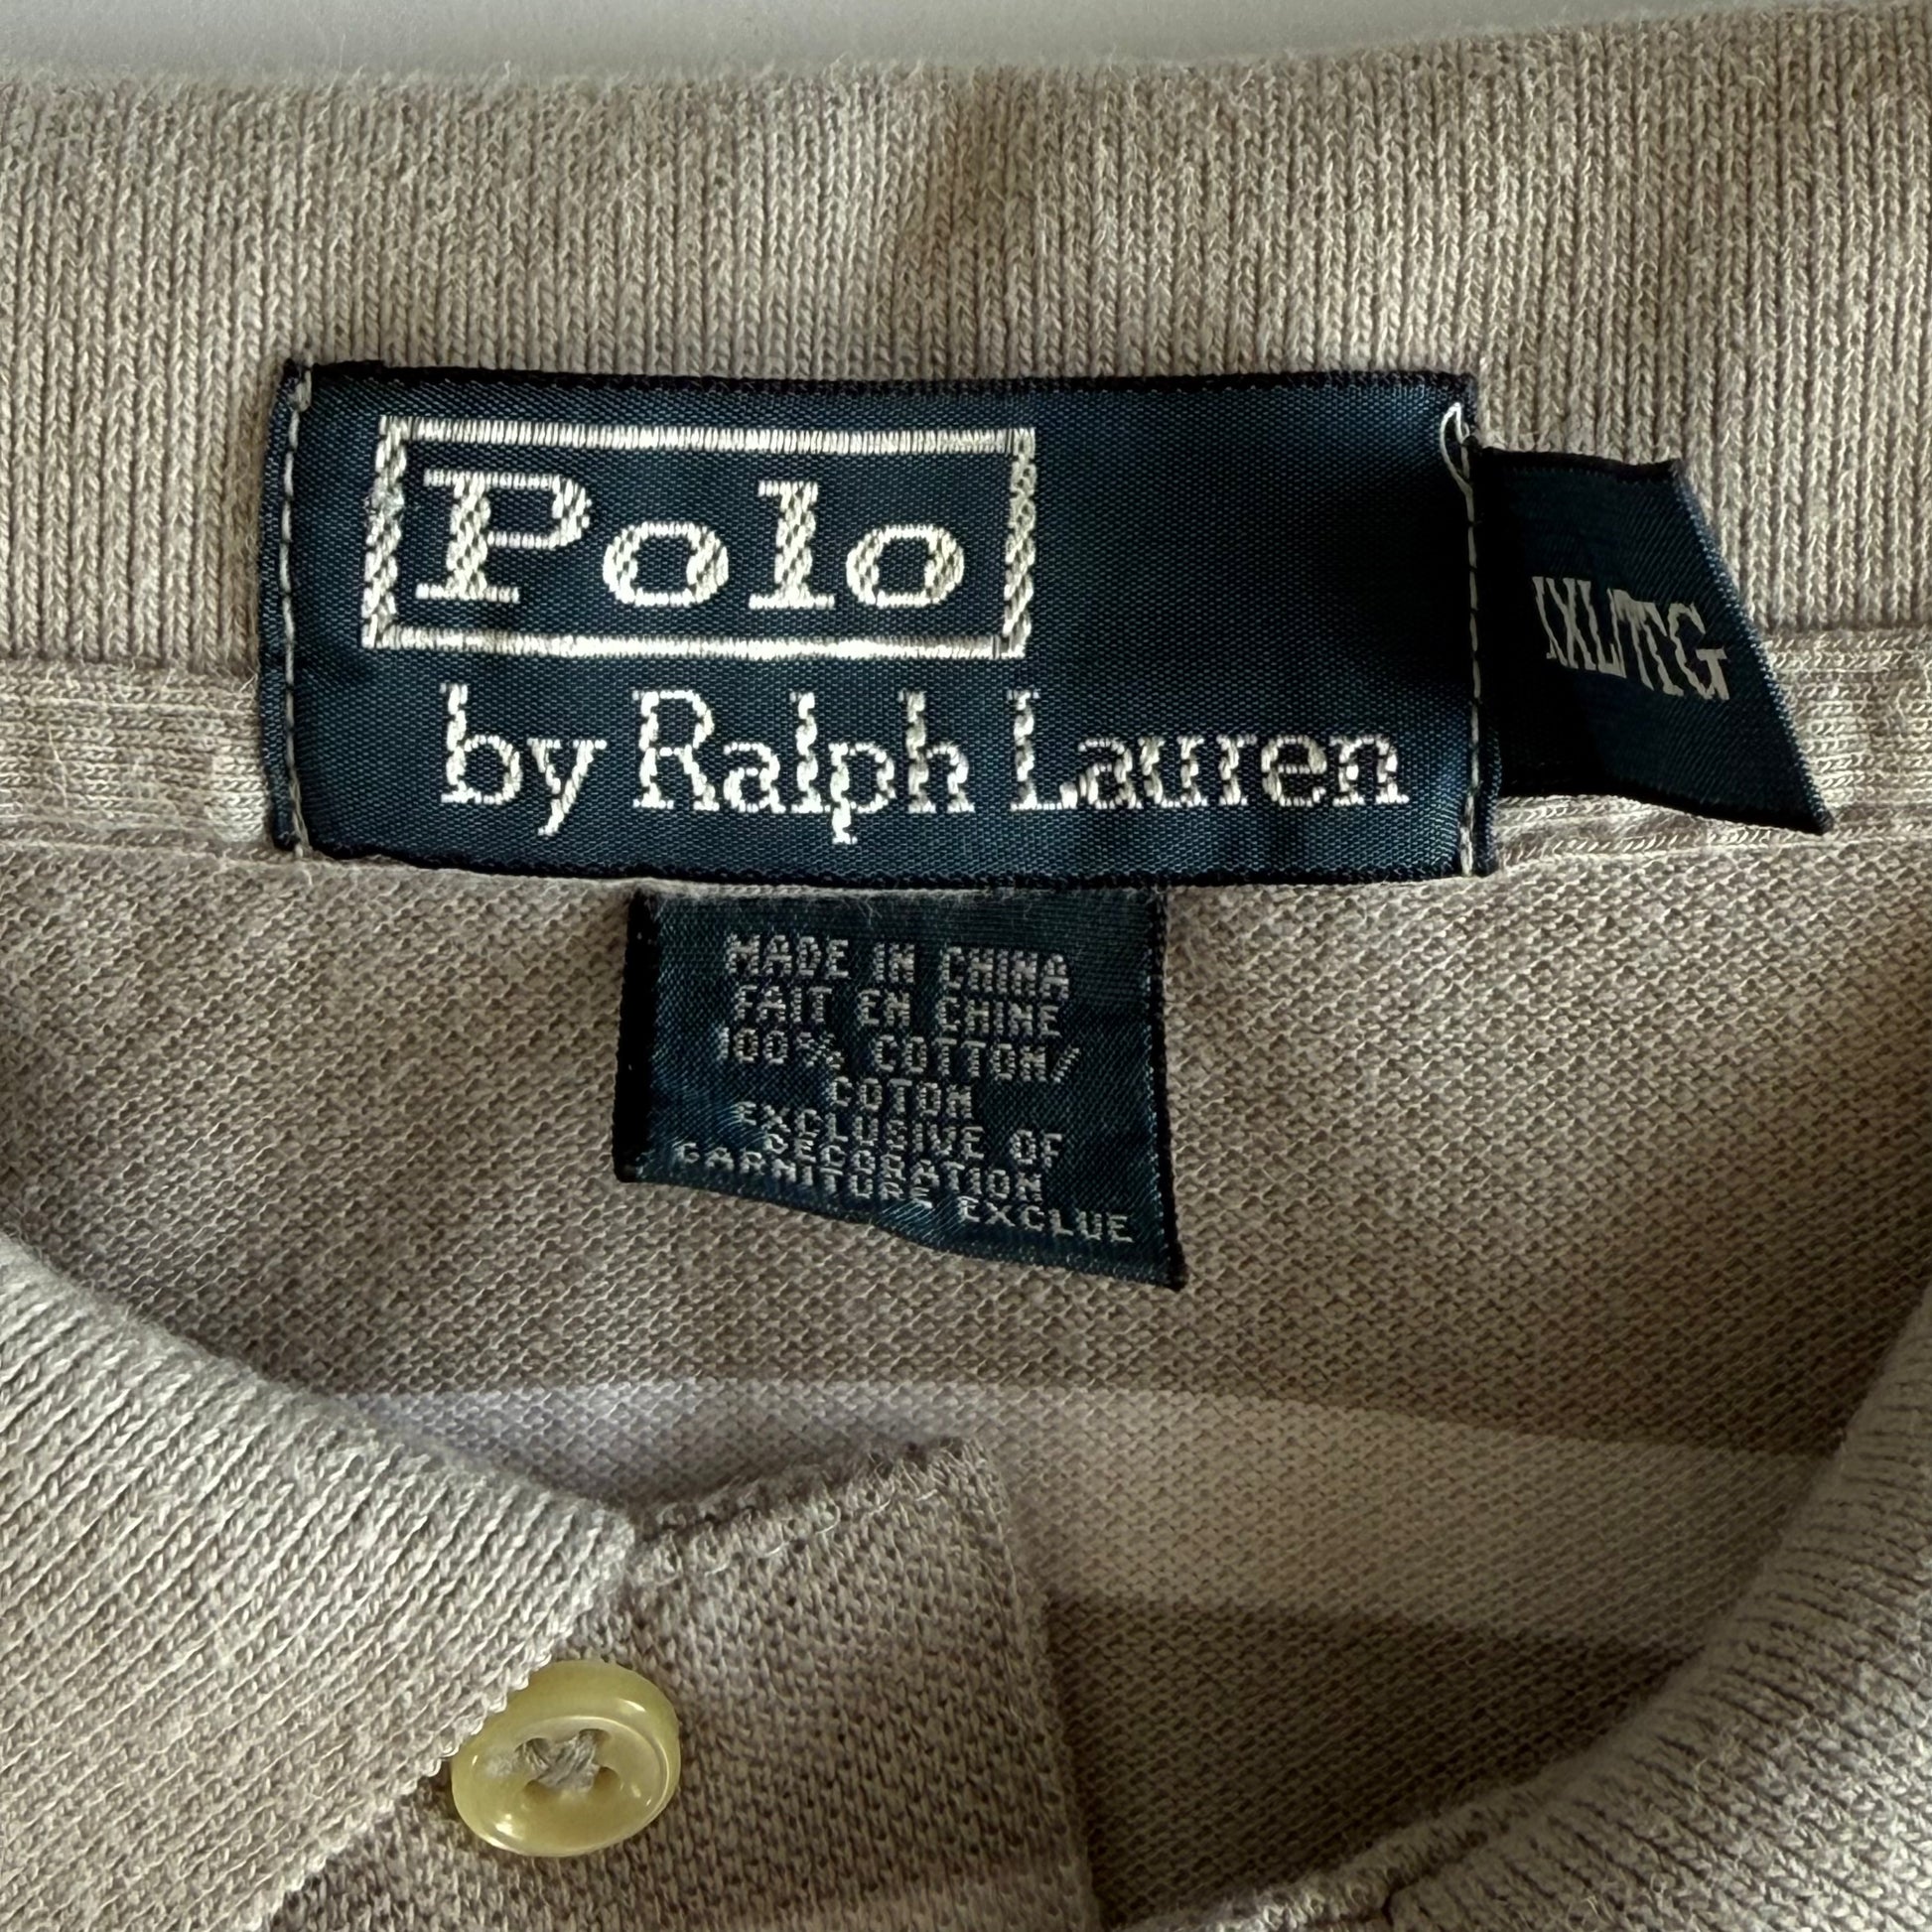 Polo
by Ralph Lauren
XXL/TTG
MADE IN CHINA
FAIT EN CHINE
100% COTTON/
COTON
EXCLUSIVE OF
DECORATION
GARNITURE EXCLUE